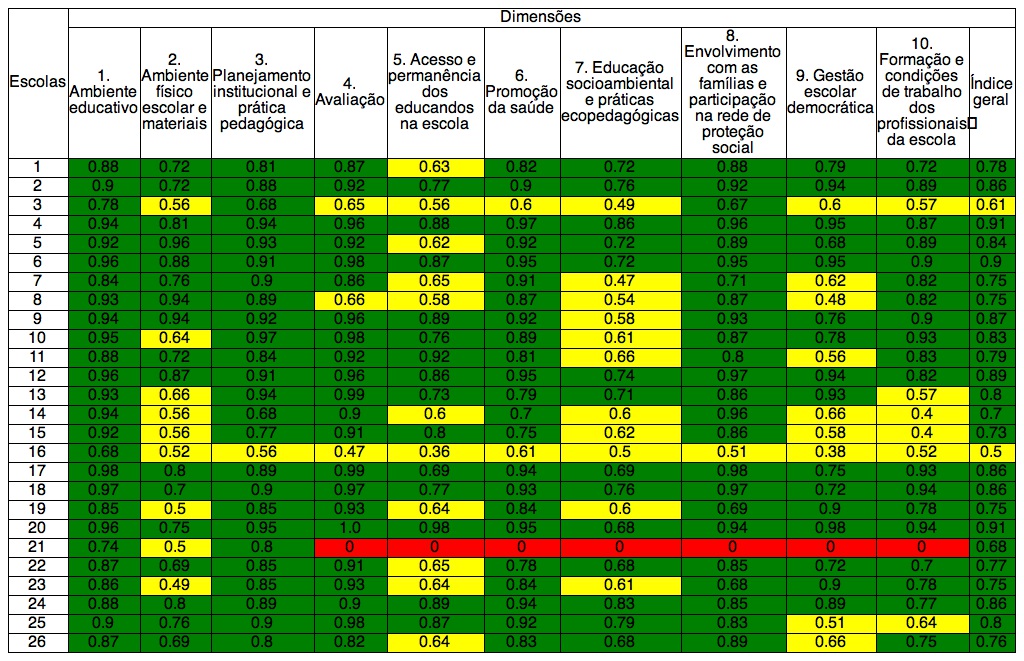 Dimensões
Escolas 1. Ambiente educativo 2. Ambiente físico escolar e materiais 3. Planejamento institucional e prática pedagógica 4. Avaliação 5. Acesso e permanência dos educandos na escola 6. Promoção da saúde 7. Educação socioambiental e práticas ecopedagógicas 8. Envolvimento com as famílias e participação na rede de proteção social 9. Gestão escolar democrática 10. Formação e condições de trabalho dos profissionais da escola Índice geral
1 0.88 0.72 0.81 0.87 0.63 0.82 0.72 0.88 0.79 0.72 0.78
2 0.9 0.72 0.88 0.92 0.77 0.9 0.76 0.92 0.94 0.89 0.86
3 0.78 0.56 0.68 0.65 0.56 0.6 0.49 0.67 0.6 0.57 0.61
4 0.94 0.81 0.94 0.96 0.88 0.97 0.86 0.96 0.95 0.87 0.91
5 0.92 0.96 0.93 0.92 0.62 0.92 0.72 0.89 0.68 0.89 0.84
6 0.96 0.88 0.91 0.98 0.87 0.95 0.72 0.95 0.95 0.9 0.9
7 0.84 0.76 0.9 0.86 0.65 0.91 0.47 0.71 0.62 0.82 0.75
8 0.93 0.94 0.89 0.66 0.58 0.87 0.54 0.87 0.48 0.82 0.75
9 0.94 0.94 0.92 0.96 0.89 0.92 0.58 0.93 0.76 0.9 0.87
10 0.95 0.64 0.97 0.98 0.76 0.89 0.61 0.87 0.78 0.93 0.83
11 0.88 0.72 0.84 0.92 0.92 0.81 0.66 0.8 0.56 0.83 0.79
12 0.96 0.87 0.91 0.96 0.86 0.95 0.74 0.97 0.94 0.82 0.89
13 0.93 0.66 0.94 0.99 0.73 0.79 0.71 0.86 0.93 0.57 0.8
14 0.94 0.56 0.68 0.9 0.6 0.7 0.6 0.96 0.66 0.4 0.7
15 0.92 0.56 0.77 0.91 0.8 0.75 0.62 0.86 0.58 0.4 0.73
16 0.68 0.52 0.56 0.47 0.36 0.61 0.5 0.51 0.38 0.52 0.5
17 0.98 0.8 0.89 0.99 0.69 0.94 0.69 0.98 0.75 0.93 0.86
18 0.97 0.7 0.9 0.97 0.77 0.93 0.76 0.97 0.72 0.94 0.86
19 0.85 0.5 0.85 0.93 0.64 0.84 0.6 0.69 0.9 0.78 0.75
20 0.96 0.75 0.95 1.0 0.98 0.95 0.68 0.94 0.98 0.94 0.91
21 0.74 0.5 0.8 0 0 0 0 0 0 0 0.68
22 0.87 0.69 0.85 0.91 0.65 0.78 0.68 0.85 0.72 0.7 0.77
23 0.86 0.49 0.85 0.93 0.64 0.84 0.61 0.68 0.9 0.78 0.75
24 0.88 0.8 0.89 0.9 0.89 0.94 0.83 0.85 0.89 0.77 0.86
25 0.9 0.76 0.9 0.98 0.87 0.92 0.79 0.83 0.51 0.64 0.8
26 0.87 0.69 0.8 0.92 0.64 0.83 0.68 0.89 0.66 0.75 0.76